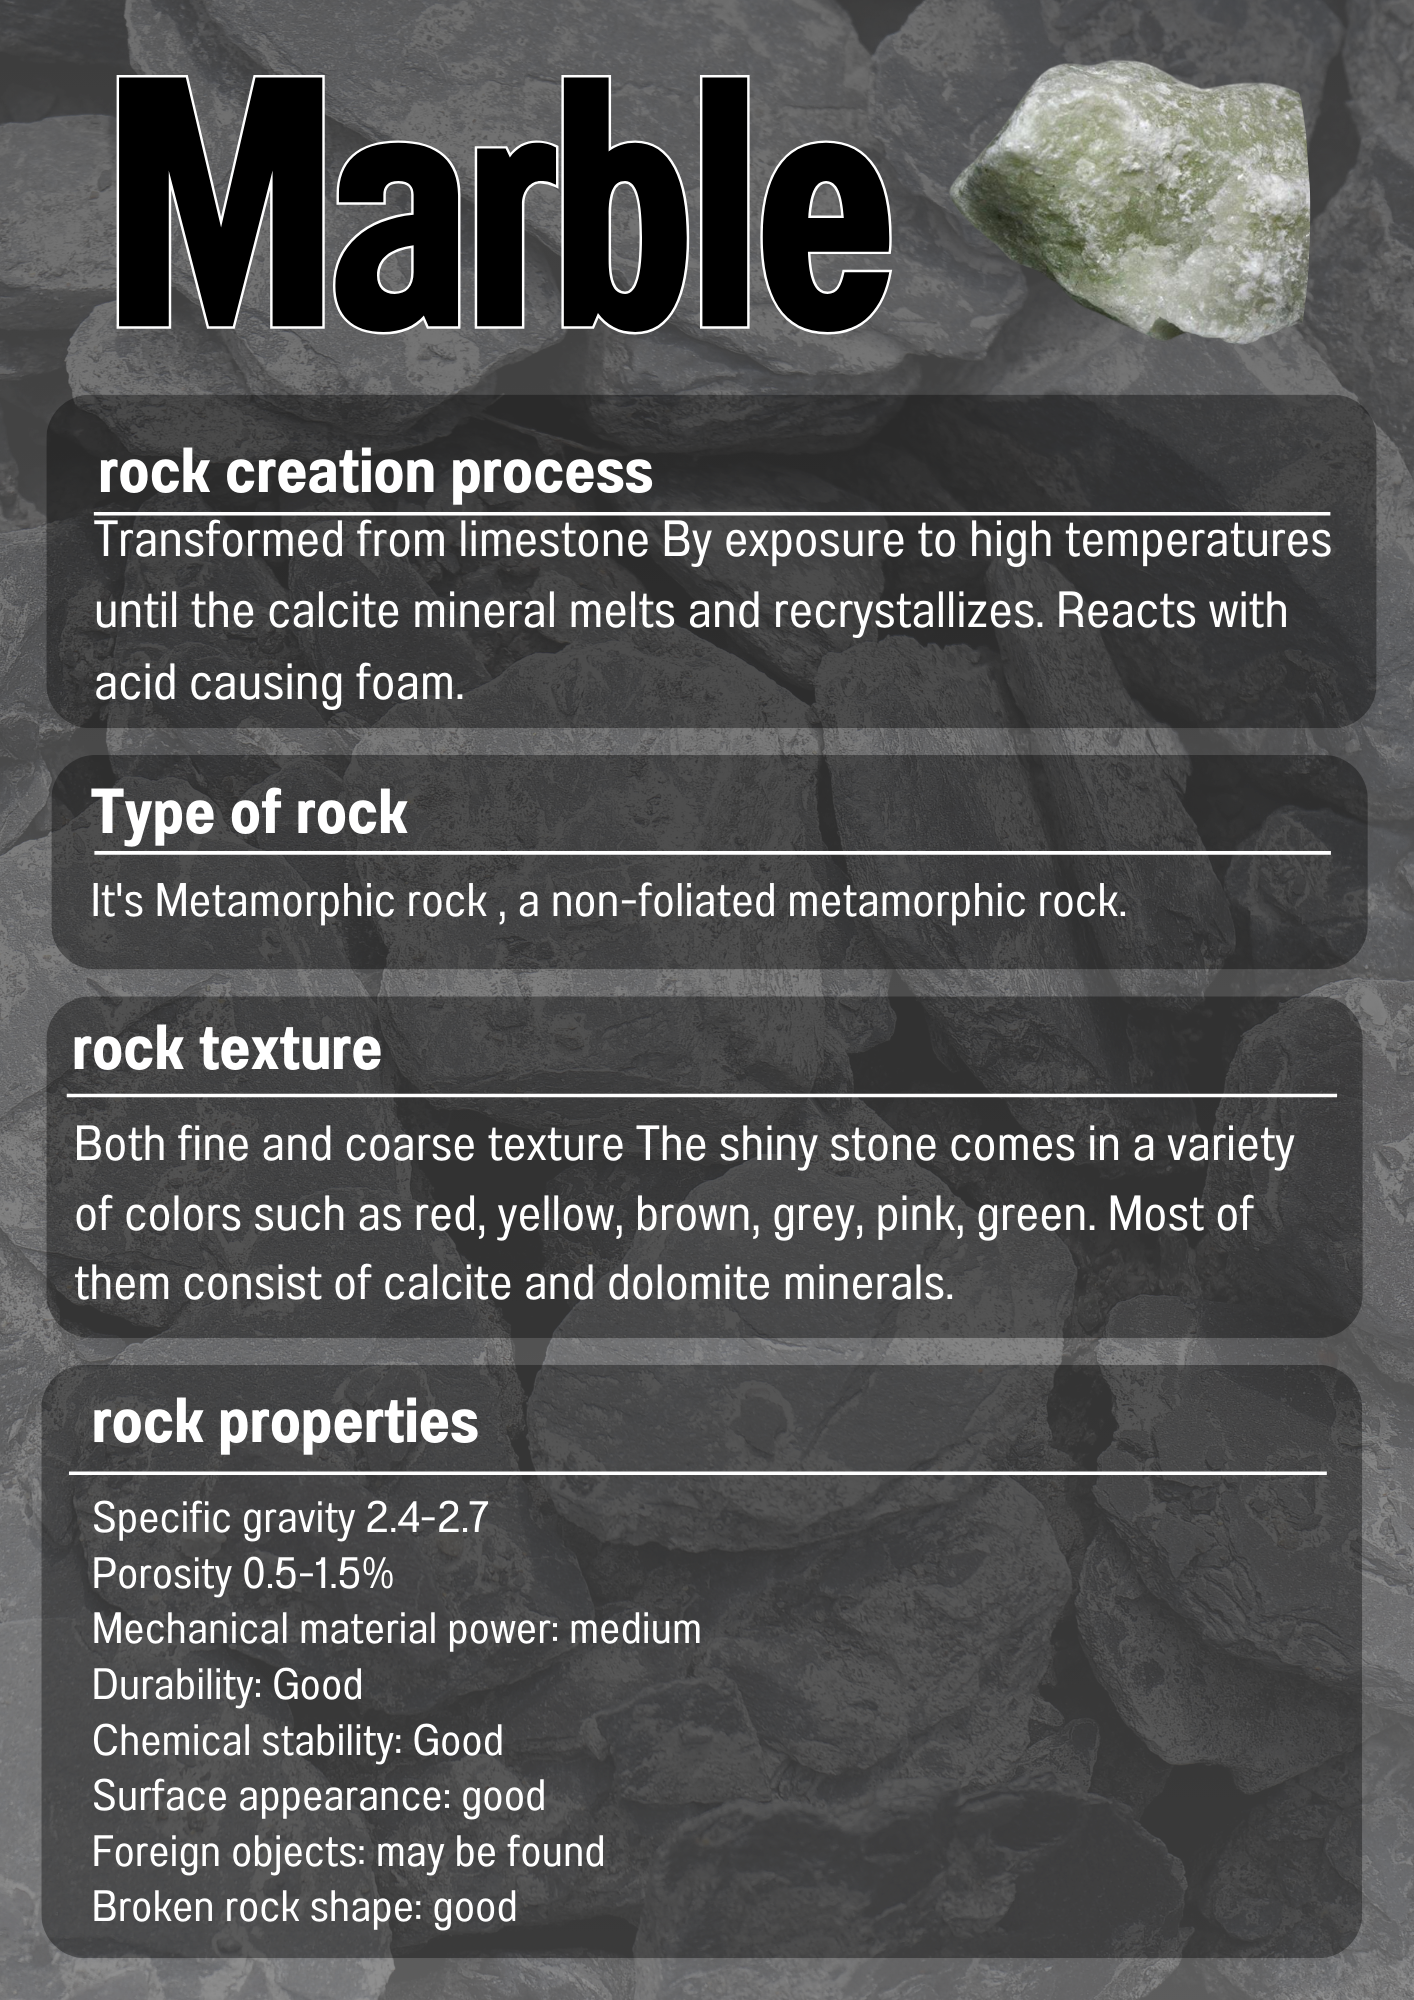 Marble
rock creation process
Transformed from limestone By exposure to high temperatures
until the calcite mineral melts and recrystallizes. Reacts with
acid causing foam.
Type of rock
It's Metamorphic rock , a non-foliated metamorphic rock.
rock texture
Both fine and coarse texture The shiny stone comes in a variety
of colors such as red, yellow, brown, grey, pink, green. Most of
them consist of calcite and dolomite minerals.
rock properties
Specific gravity 2.4-2.7
Porosity 0.5-1.5%
Mechanical material power: medium
Durability: Good
Chemical stability: Good
Surface appearance: good
Foreign objects: may be found
Broken rock shape: good